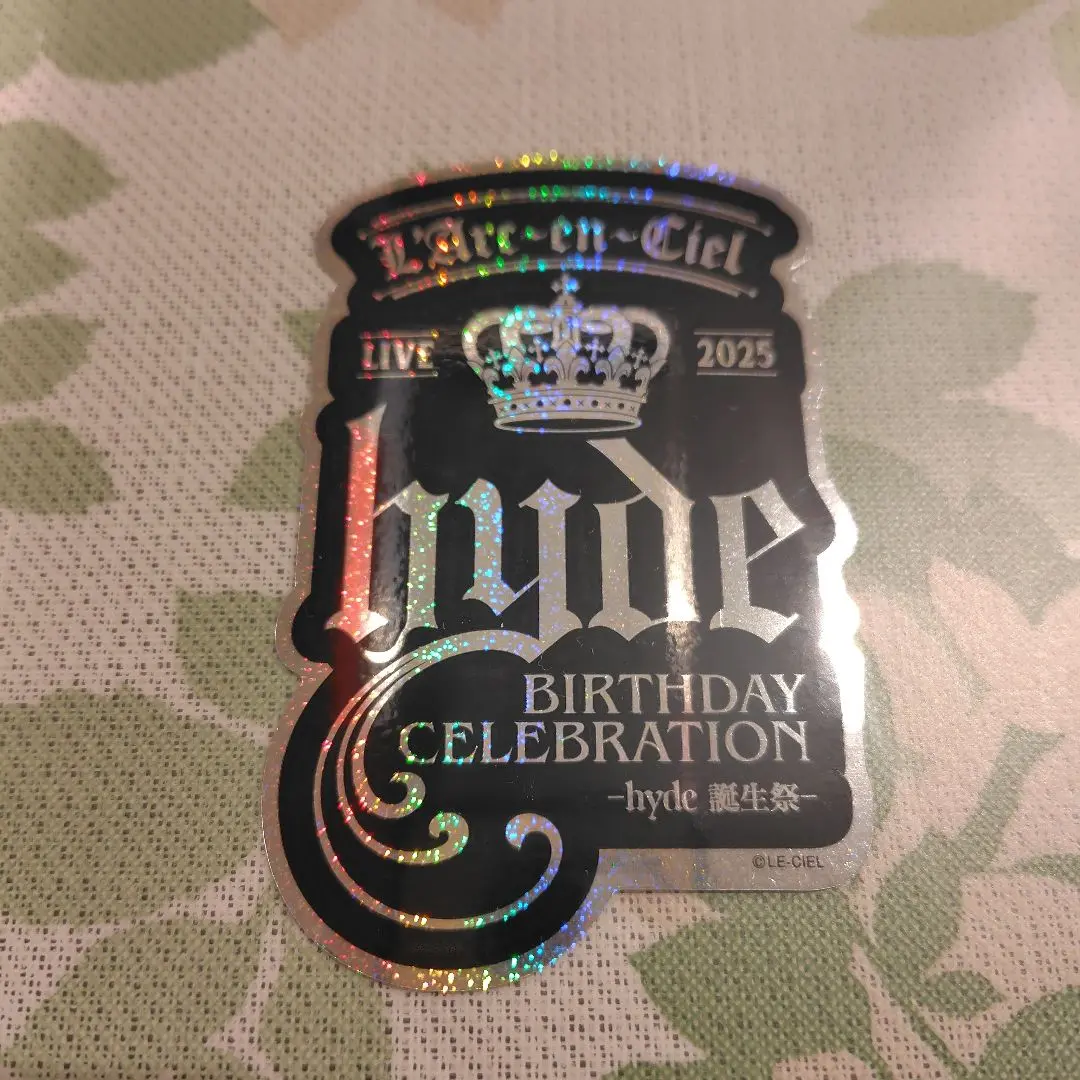 L'Arc~en~Ciel
LIVE 2025
hyde
BIRTHDAY
CELEBRATION
-hyde 誕生祭-
©LE-CIEL